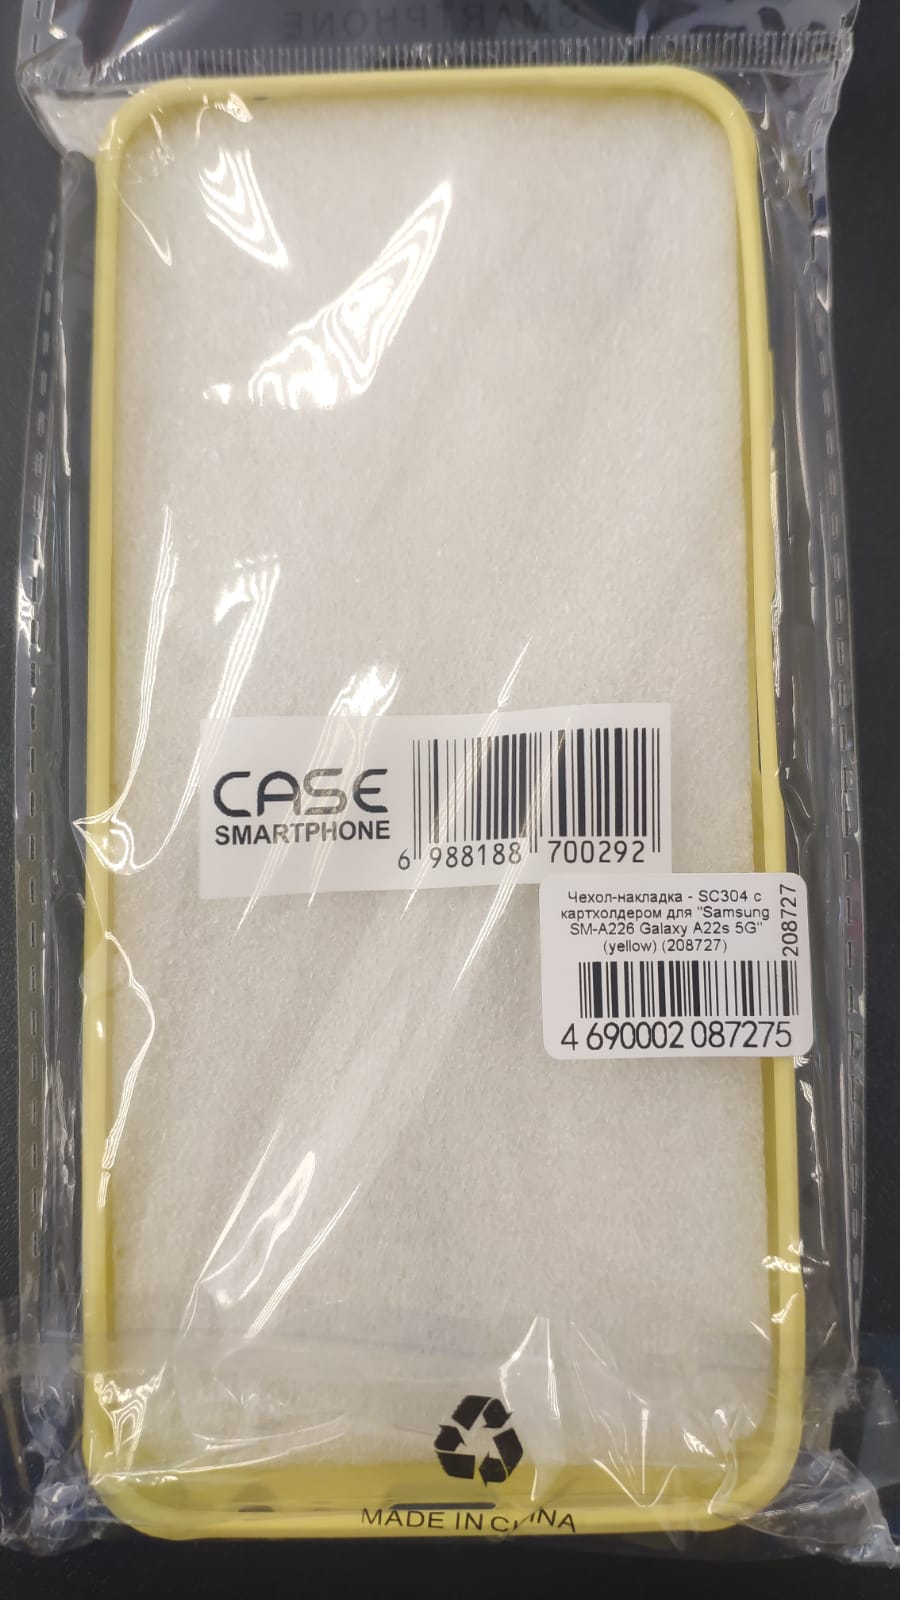 SMARTPHONE
CASE
SMARTPHONE
6 988188 700292
Чехол-накладка - SC304 с
картхолдером для "Samsung
SM-A226 Galaxy A22s 5G"
(yellow) (208727)
208727
4 690002 087275
MADE IN CHINA